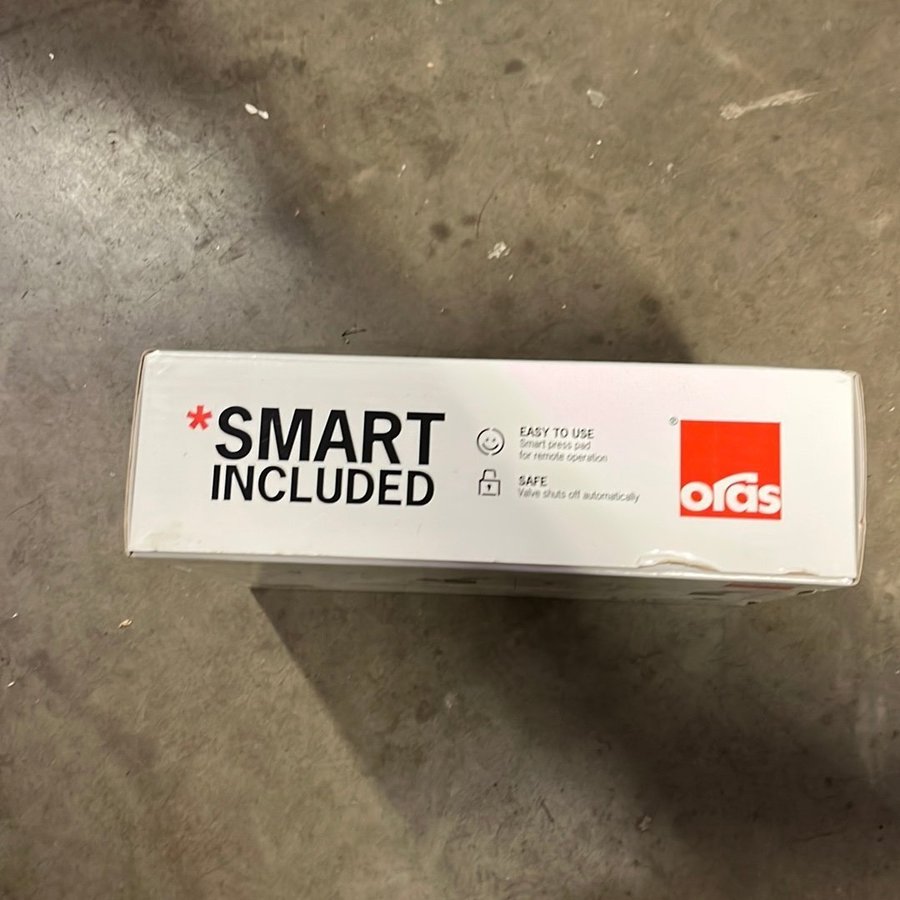 *SMART
INCLUDED
EASY TO USE
Smart press pad
for remote operation
SAFE
Valve shuts off automatically
®
oras